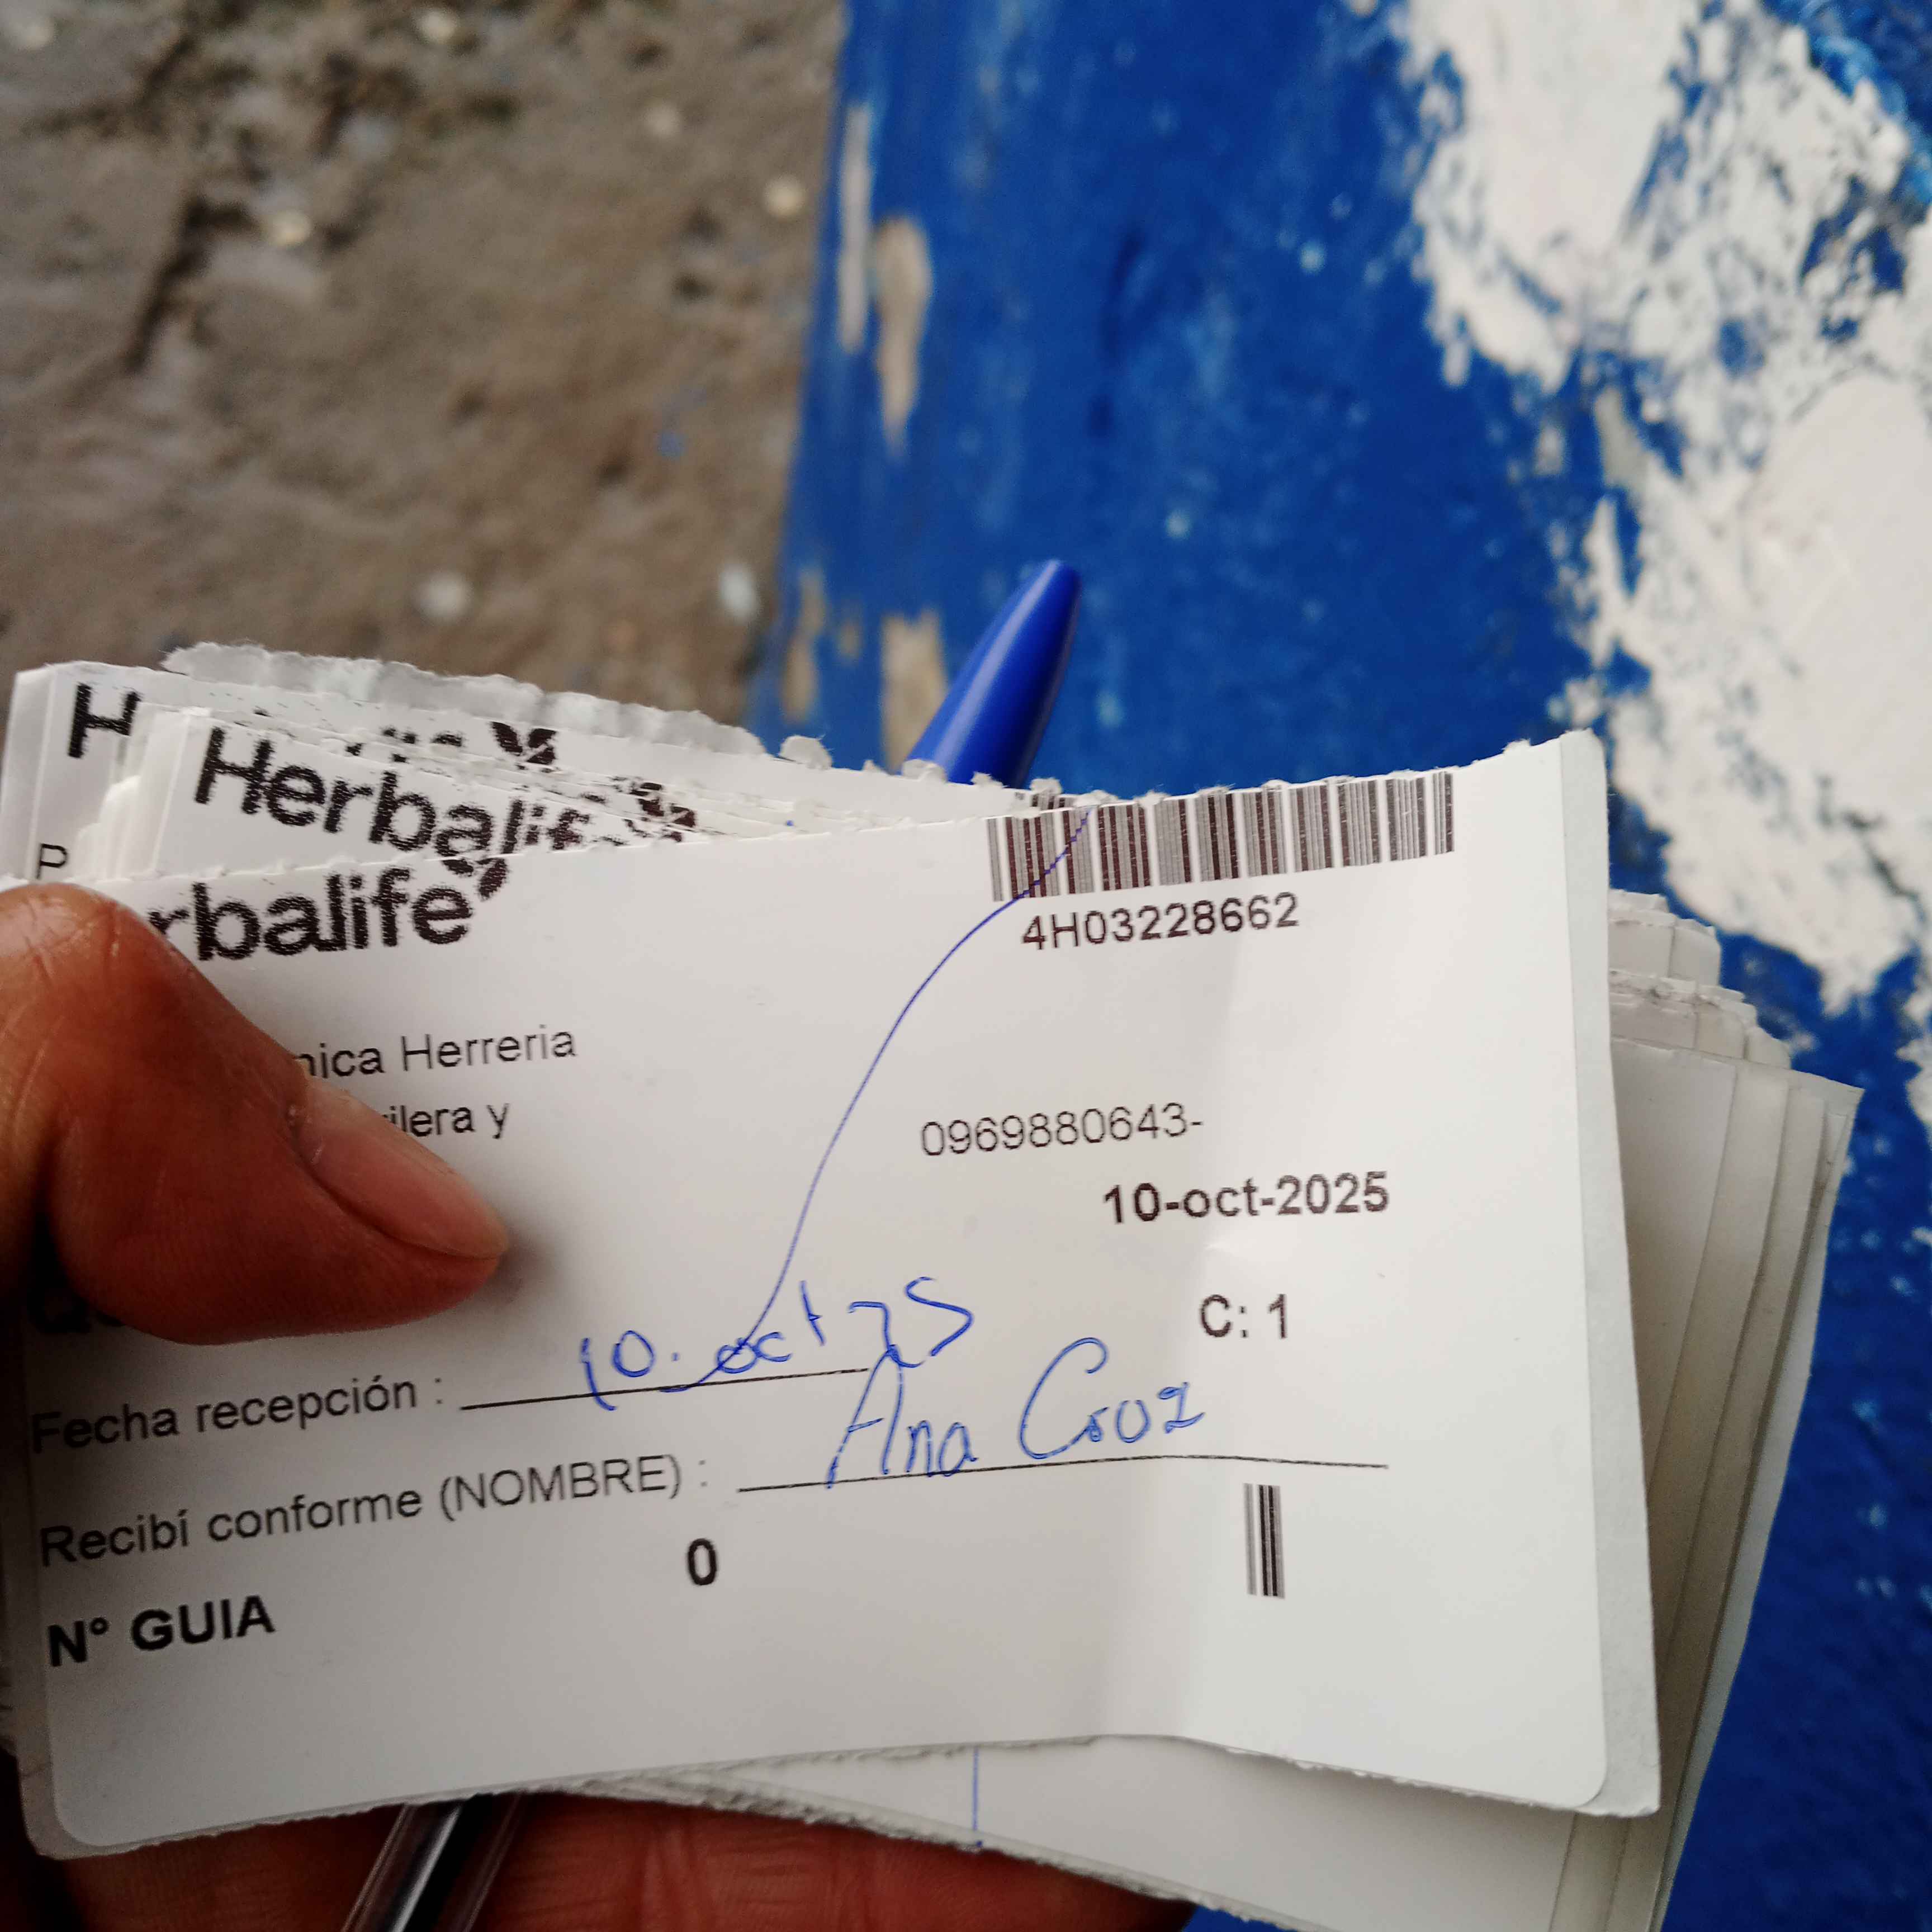 Herbalife
rbalife
4H03228662
nica Herreria
ilera y
0969880643-
10-oct-2025
C: 1
Fecha recepción : 10. oct 25
Recibí conforme (NOMBRE) : Ana Cruz
N° GUIA 0